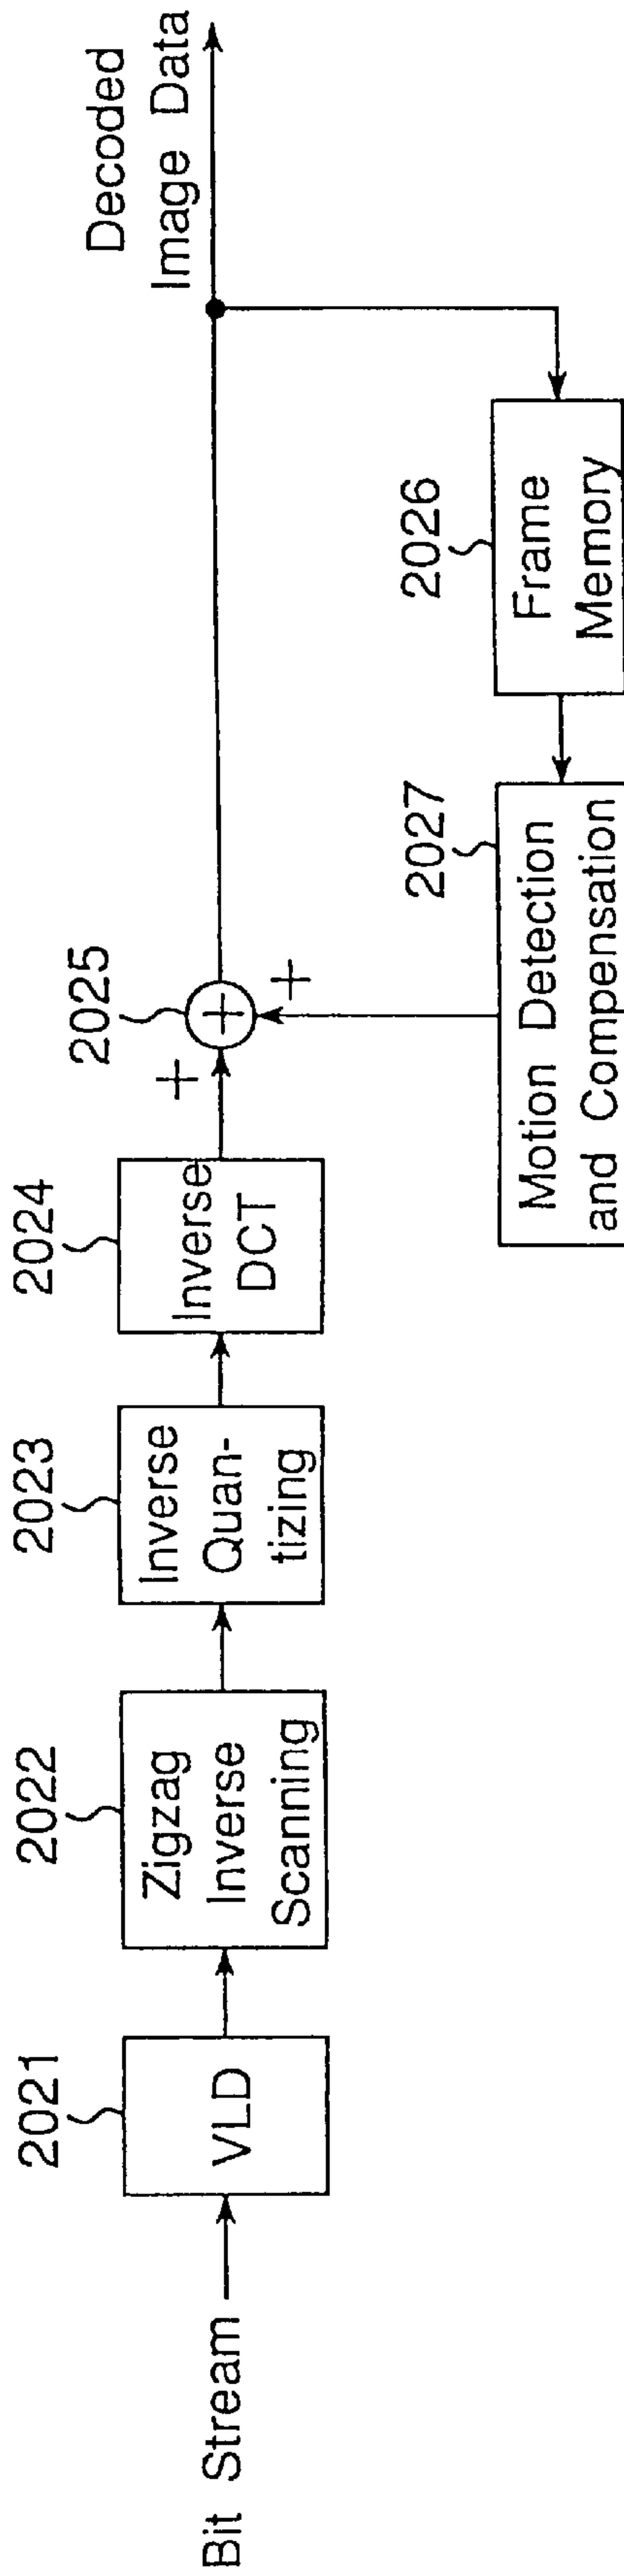 Bit Stream
2021
VLD
2022
Zigzag
Inverse
Scanning
2023
Inverse
Quan-
tizing
2024
Inverse
DCT
2025
+
+
+
Decoded
Image Data
2026
Frame
Memory
2027
Motion Detection
and Compensation